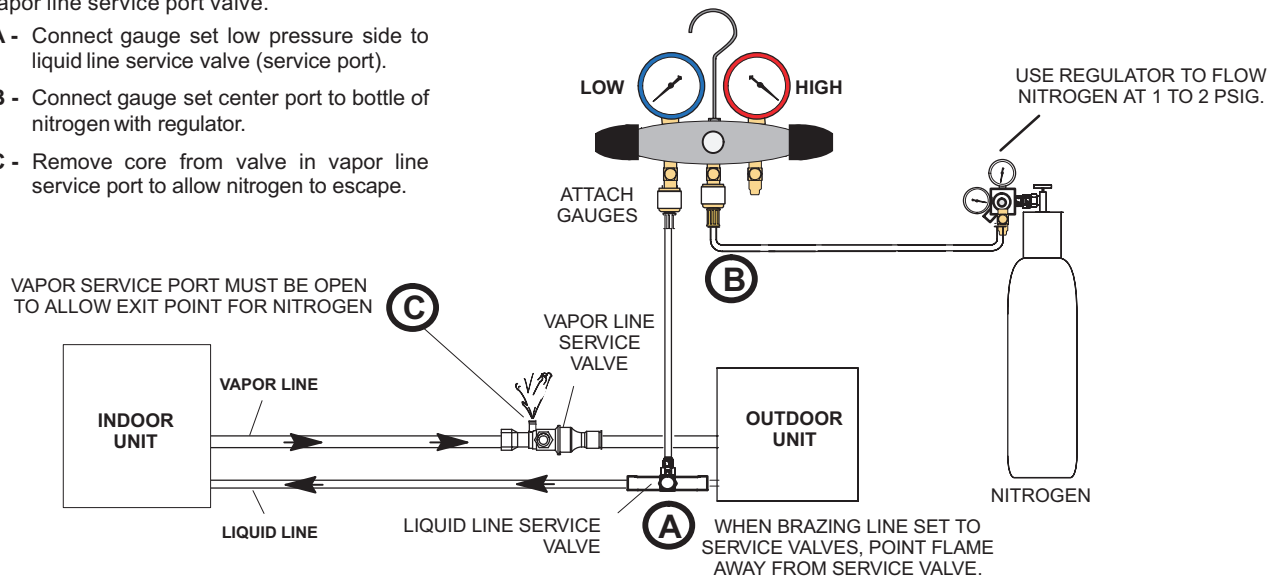 line service port valve.
- Connect gauge set low pressure side to
liquid line service valve (service port).
- Connect gauge set center port to bottle of
nitrogen with regulator.
- Remove core from valve in vapor line
service port to allow nitrogen to escape.
LOW
HIGH
USE REGULATOR TO FLOW
NITROGEN AT 1 TO 2 PSIG.
ATTACH
GAUGES
B
VAPOR SERVICE PORT MUST BE OPEN
TO ALLOW EXIT POINT FOR NITROGEN
C
VAPOR LINE
SERVICE
VALVE
VAPOR LINE
INDOOR
UNIT
OUTDOOR
UNIT
NITROGEN
LIQUID LINE
LIQUID LINE SERVICE
VALVE
A
WHEN BRAZING LINE SET TO
SERVICE VALVES, POINT FLAME
AWAY FROM SERVICE VALVE.